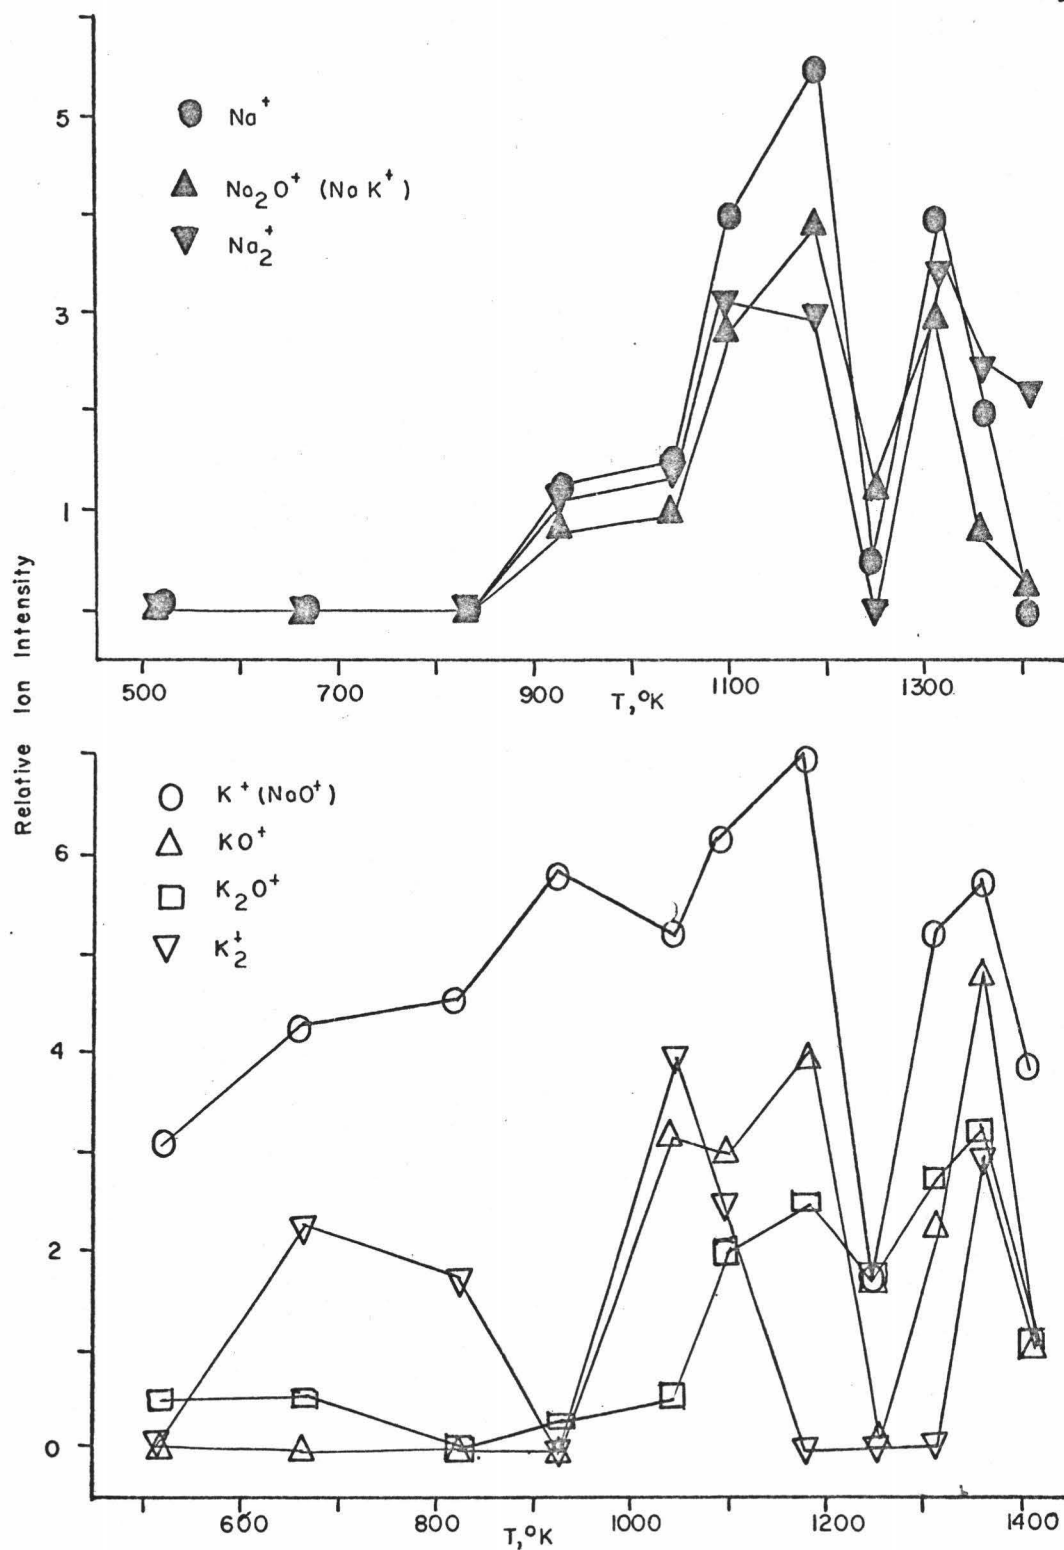 Na⁺
5
Na₂O⁺ (NaK⁺)
Na₂⁺
3
1
500 700 900 1100 1300
T,°K
Relative Ion Intensity
K⁺(NaO⁺)
6
KO⁺
K₂O⁺
K₂⁺
4
2
0
600 800 1000 1200 1400
T,°K